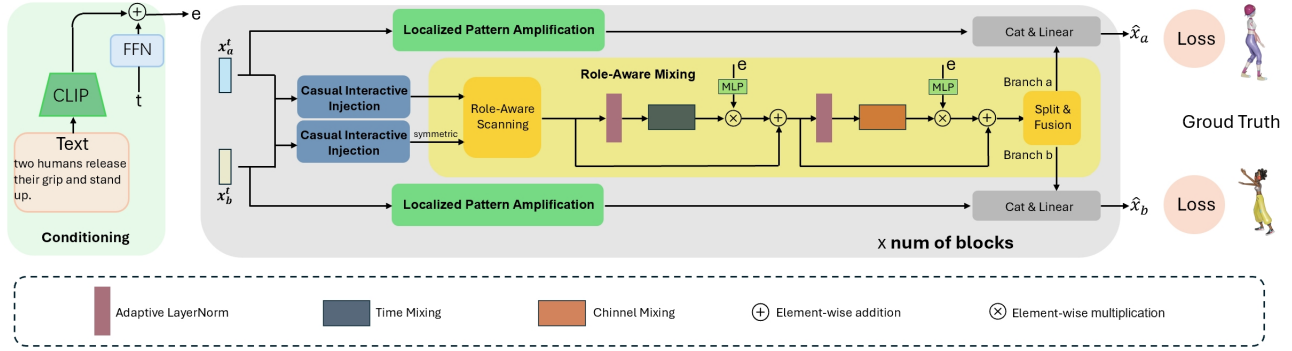 e
FFN
CLIP
t
Text
two humans release
their grip and stand
up.
Conditioning
x_a^t
x_b^t
Localized Pattern Amplification
Casual Interactive
Injection
Casual Interactive
Injection
symmetric
Localized Pattern Amplification
Role-Aware Mixing
Role-Aware
Scanning
e
MLP
e
MLP
Branch a
Split &
Fusion
Branch b
Cat & Linear
Cat & Linear
x num of blocks
x̂_a
Loss
Groud Truth
x̂_b
Loss
Adaptive LayerNorm
Time Mixing
Chinnel Mixing
Element-wise addition
Element-wise multiplication